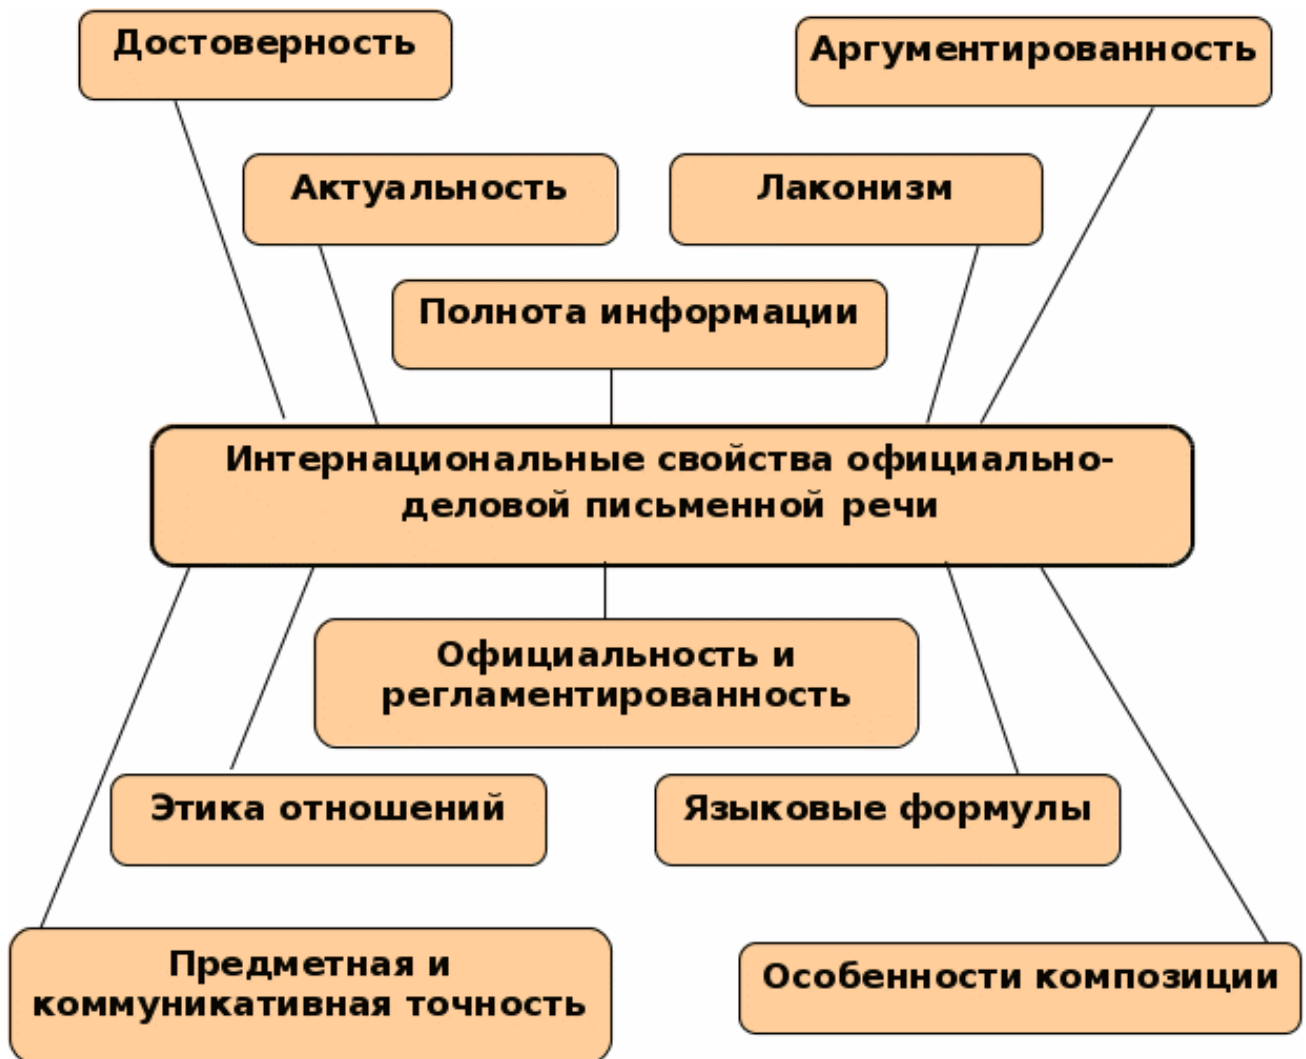 Достоверность
Аргументированность
Актуальность
Лаконизм
Полнота информации
Интернациональные свойства официально-
деловой письменной речи
Официальность и
регламентированность
Этика отношений
Языковые формулы
Предметная и
коммуникативная точность
Особенности композиции